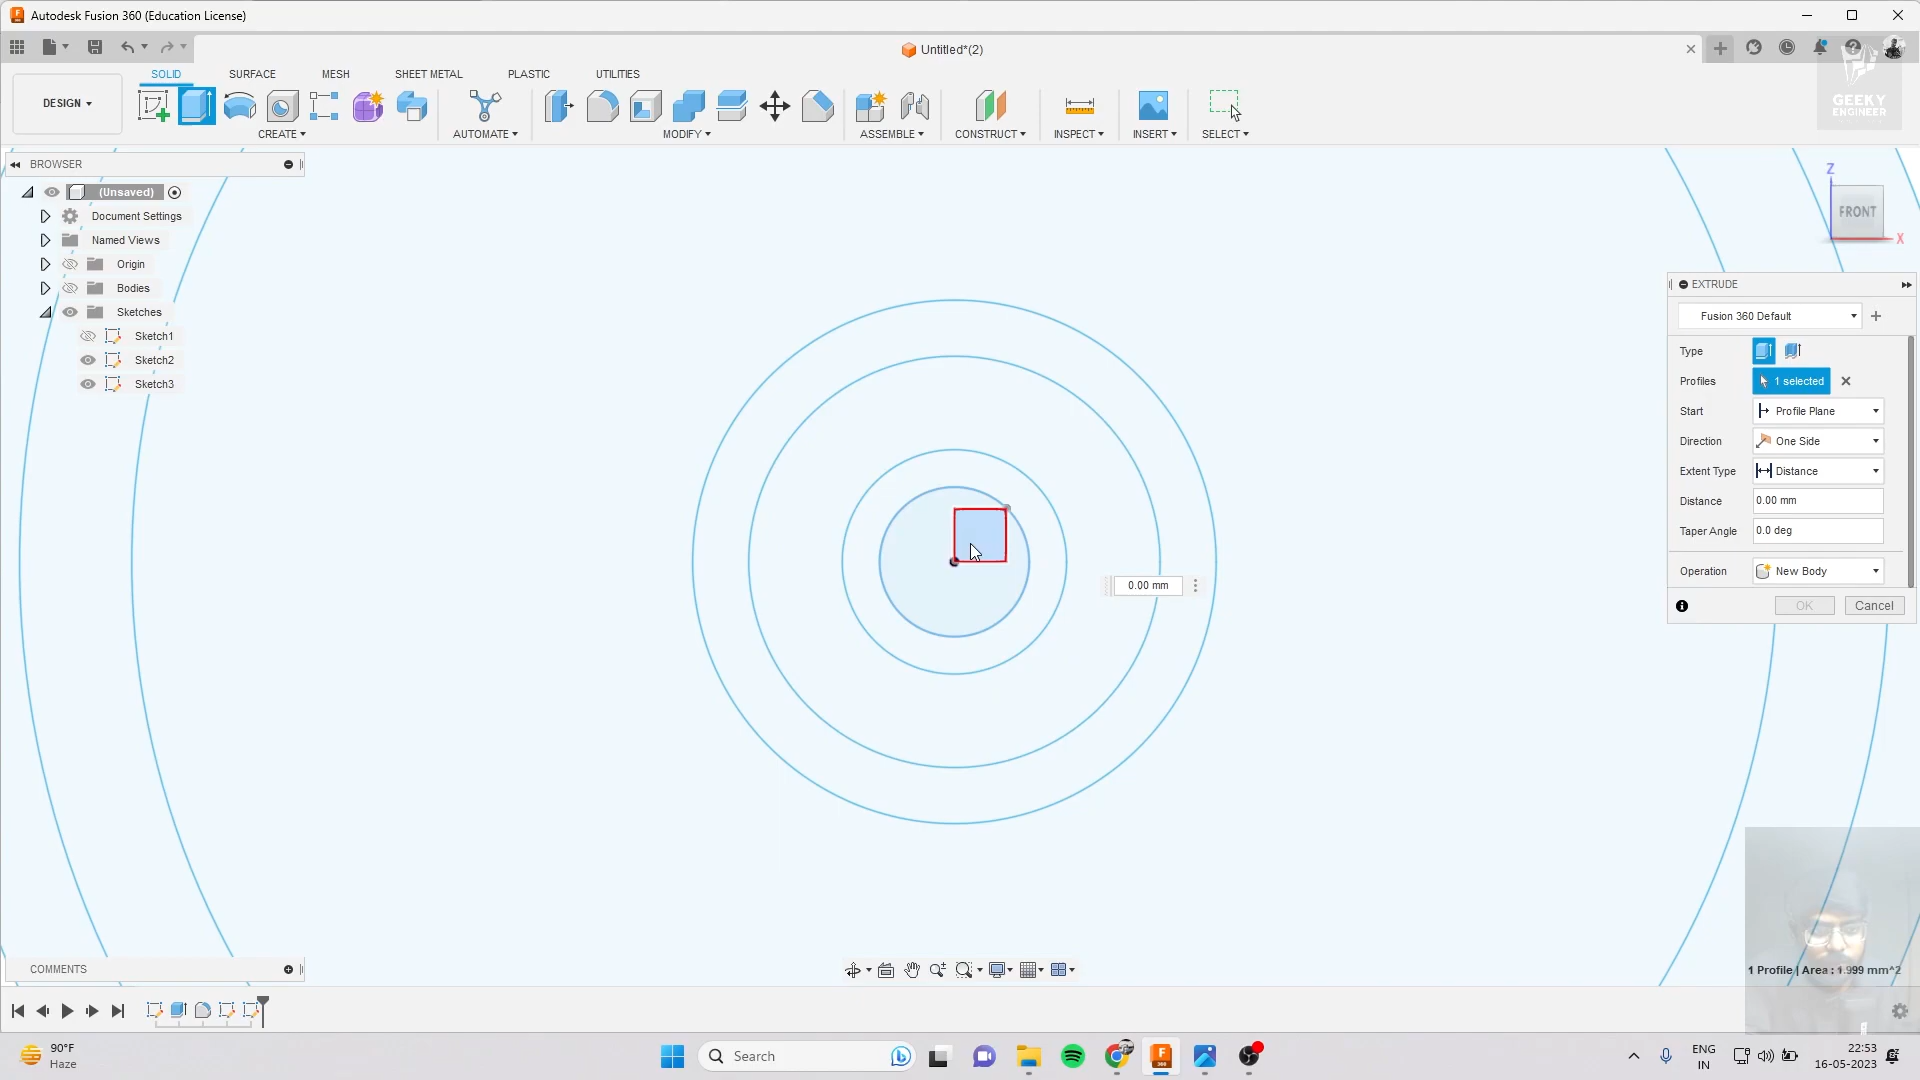 Autodesk Fusion 360 (Education License)
Untitled*(2)
SOLID SURFACE MESH SHEET METAL PLASTIC UTILITIES
DESIGN
CREATE AUTOMATE MODIFY ASSEMBLE CONSTRUCT INSPECT INSERT SELECT
GEEKY
ENGINEER
BROWSER
(Unsaved)
Document Settings
Named Views
Origin
Bodies
Sketches
Sketch1
Sketch2
Sketch3
Z
FRONT
X
EXTRUDE
Fusion 360 Default
Type
Profiles 1 selected
Start Profile Plane
Direction One Side
Extent Type Distance
Distance 0.00 mm
Taper Angle 0.0 deg
Operation New Body
OK Cancel
0.00 mm
COMMENTS
1 Profile | Area : 1.999 mm^2
90°F
Haze
Search
ENG
IN
22:53
16-05-2023